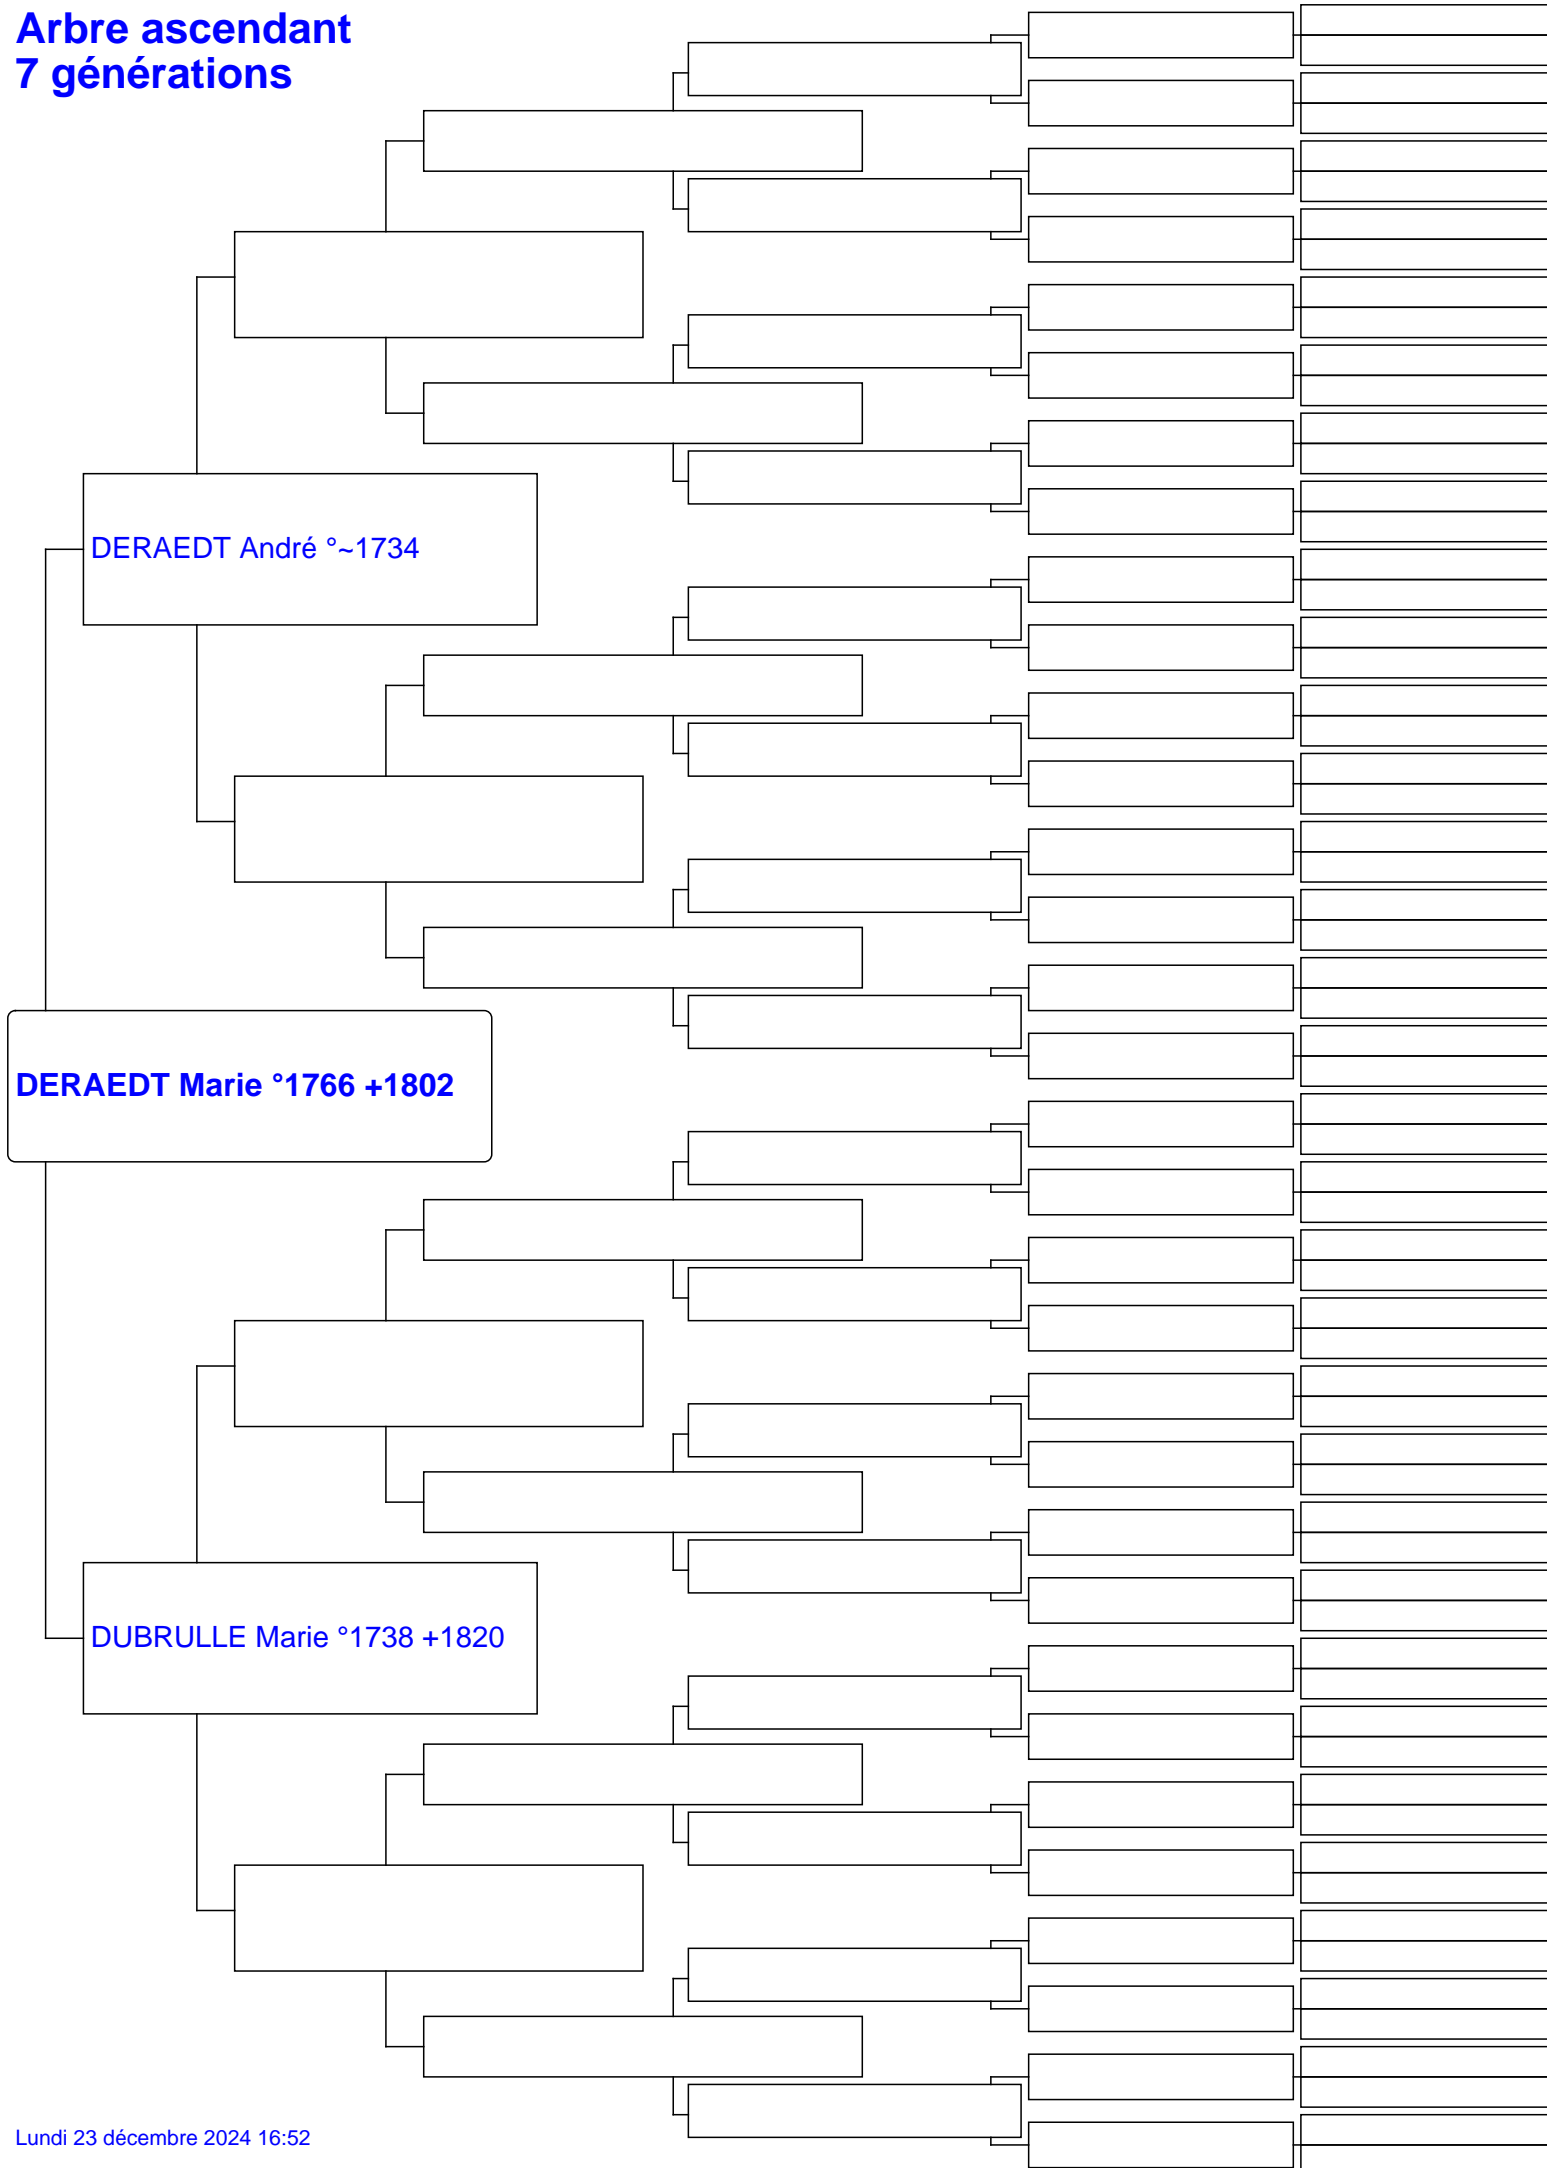 Arbre ascendant
7 générations
DERAEDT André °~1734
DERAEDT Marie °1766 +1802
DUBRULLE Marie °1738 +1820
Lundi 23 décembre 2024 16:52